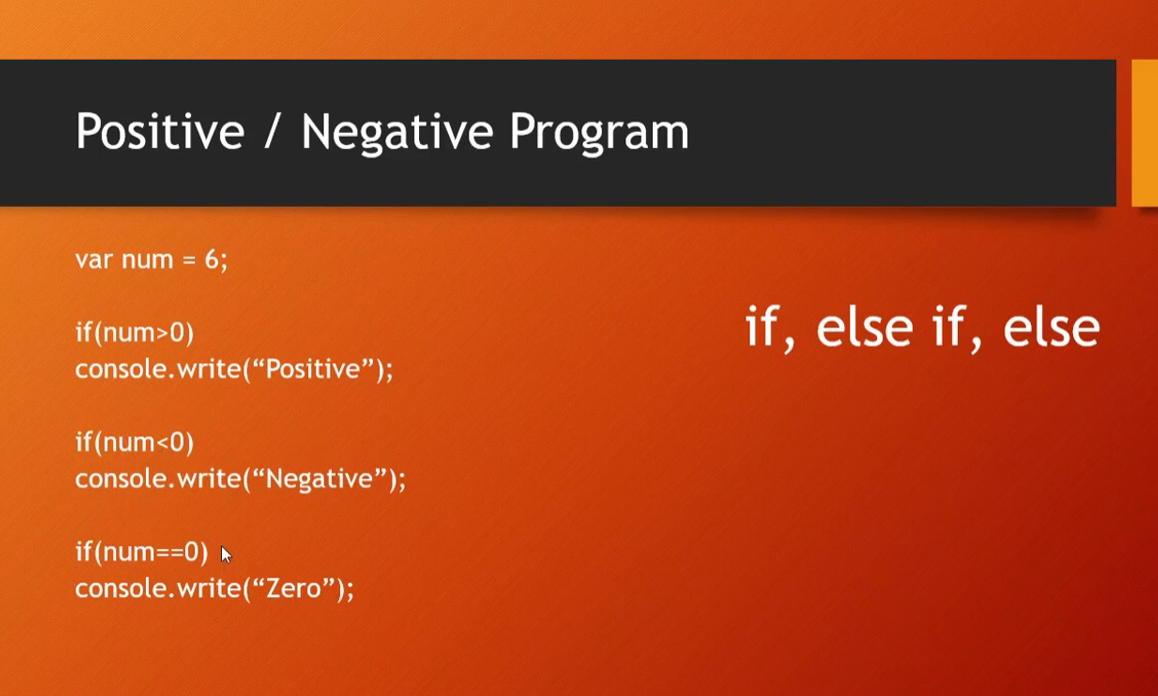 Positive / Negative Program
var num = 6;
if(num>0)
console.write(“Positive”);
if(num<0)
console.write(“Negative”);
if(num==0)
console.write(“Zero”);
if, else if, else